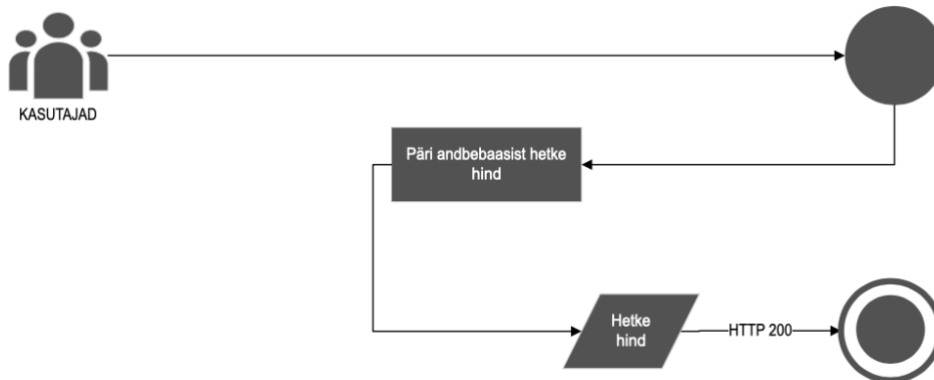 KASUTAJAD
Päri andbebaasist hetke
hind
Hetke
hind
HTTP 200